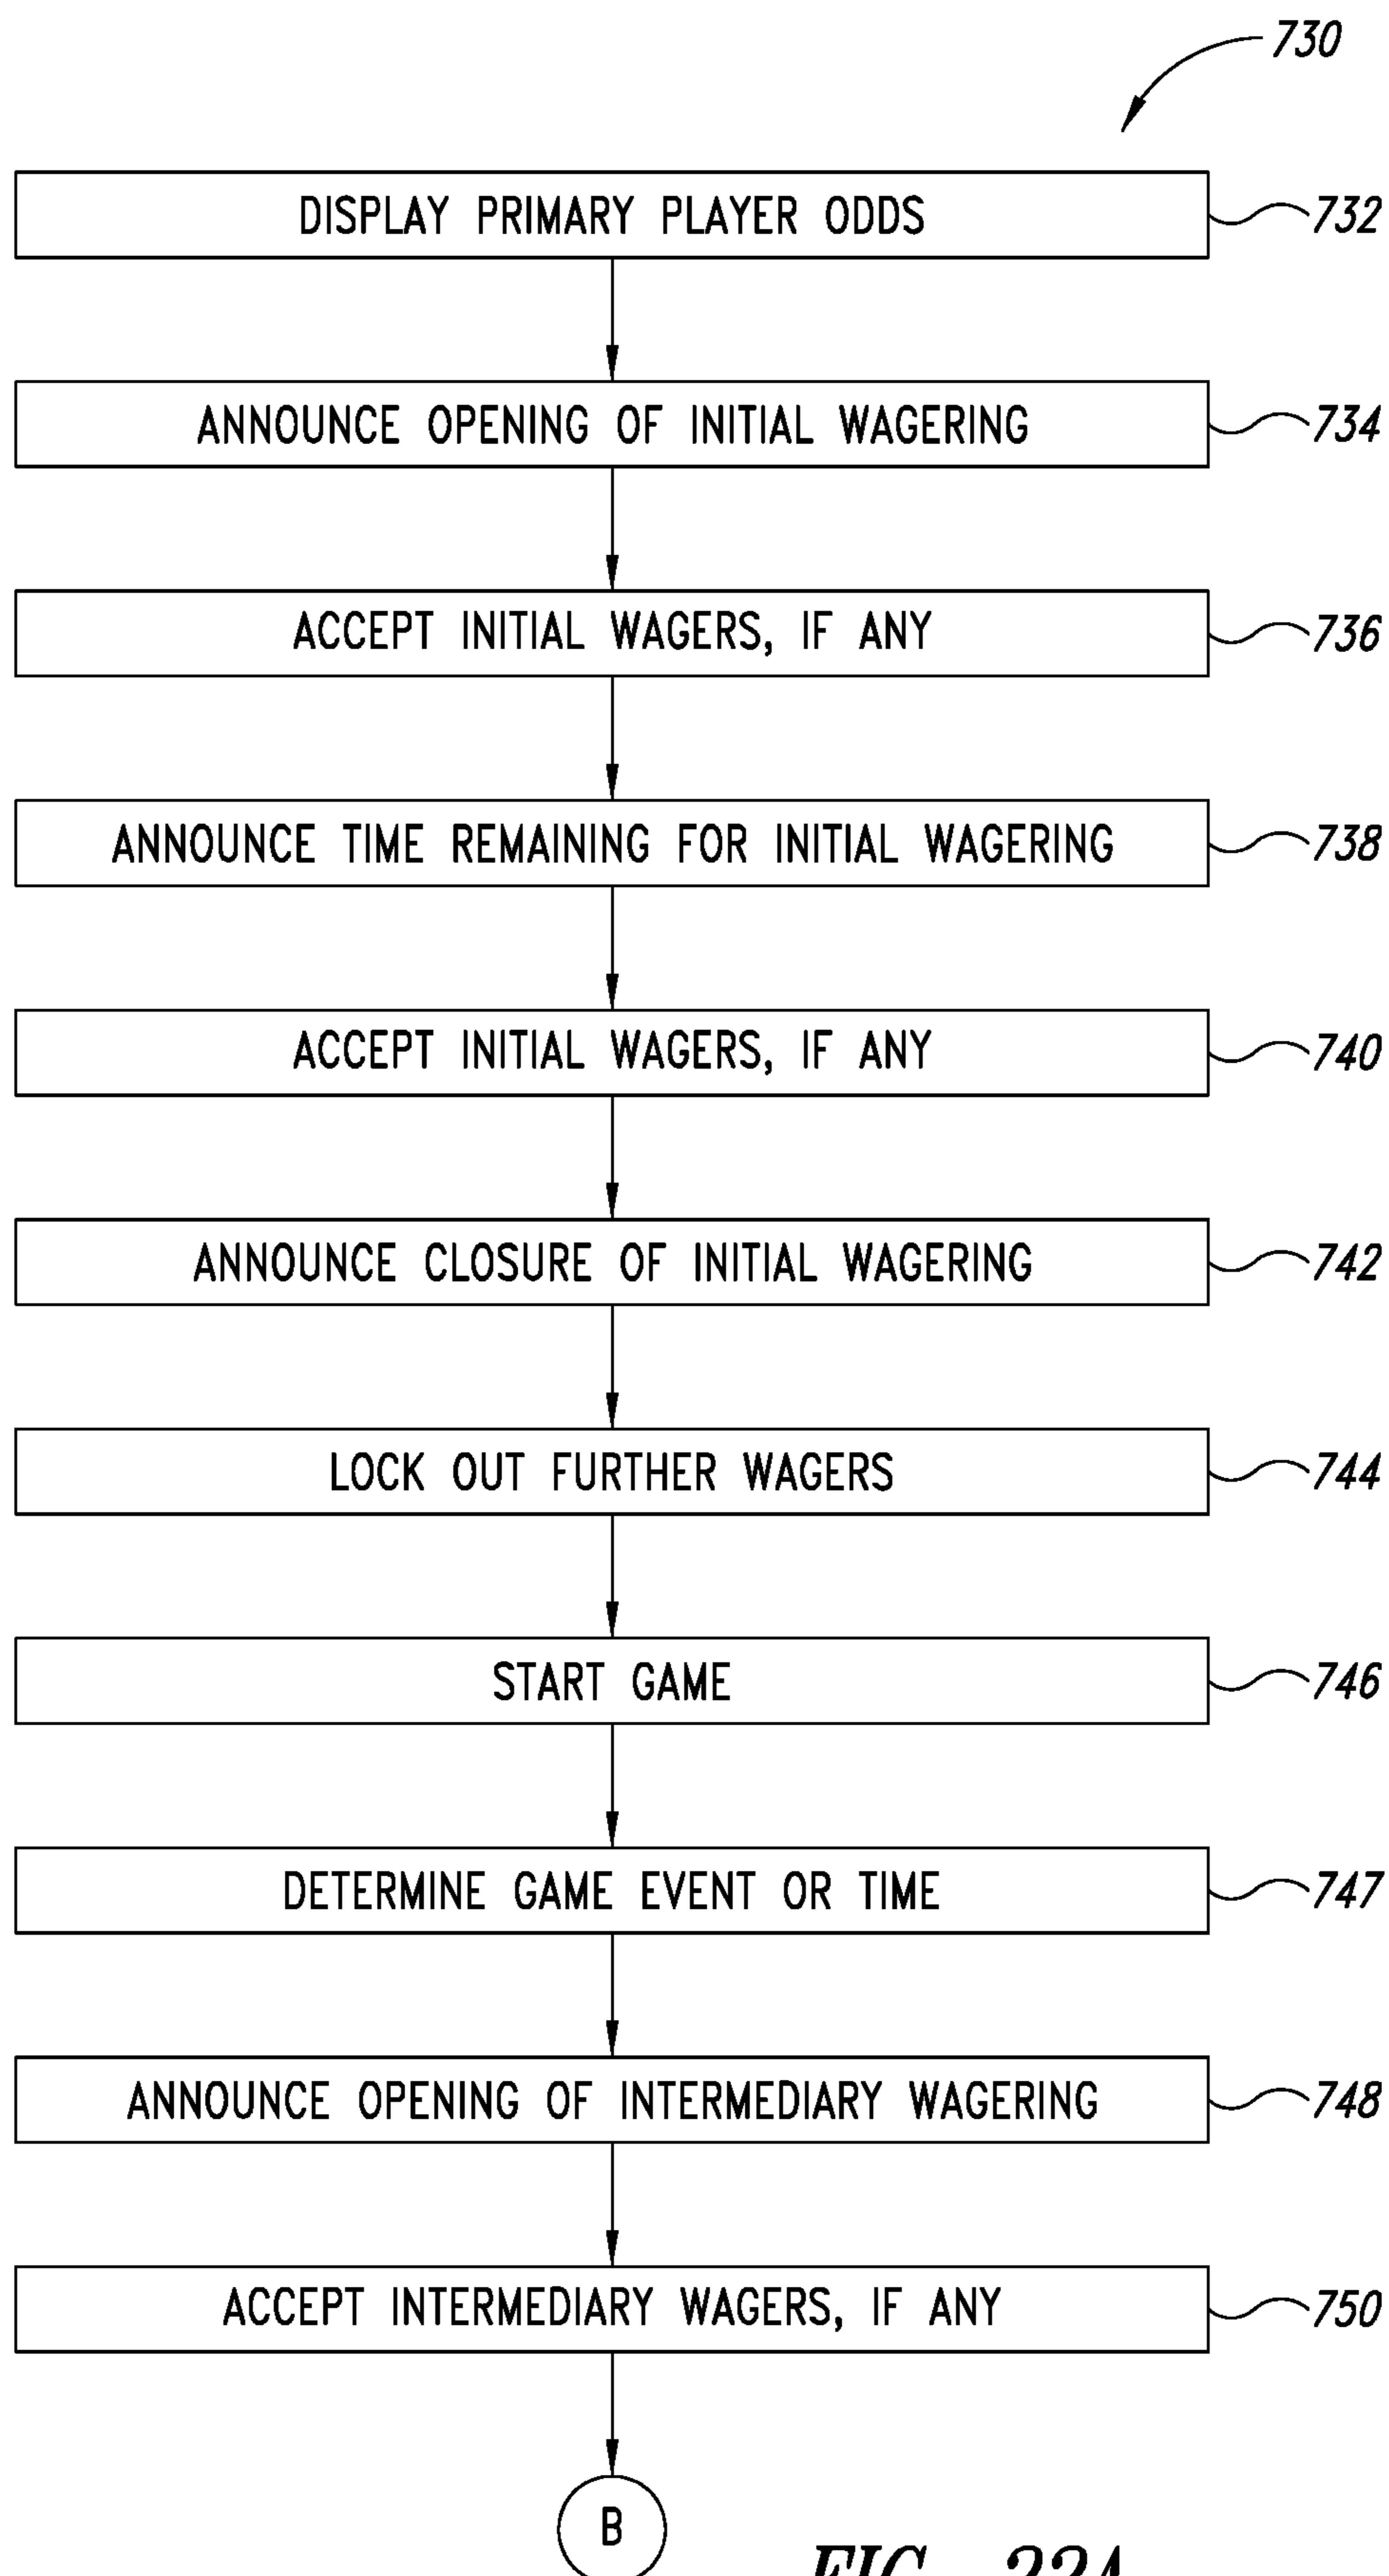 730
DISPLAY PRIMARY PLAYER ODDS 732
ANNOUNCE OPENING OF INITIAL WAGERING 734
ACCEPT INITIAL WAGERS, IF ANY 736
ANNOUNCE TIME REMAINING FOR INITIAL WAGERING 738
ACCEPT INITIAL WAGERS, IF ANY 740
ANNOUNCE CLOSURE OF INITIAL WAGERING 742
LOCK OUT FURTHER WAGERS 744
START GAME 746
DETERMINE GAME EVENT OR TIME 747
ANNOUNCE OPENING OF INTERMEDIARY WAGERING 748
ACCEPT INTERMEDIARY WAGERS, IF ANY 750
B
FIG. 22A